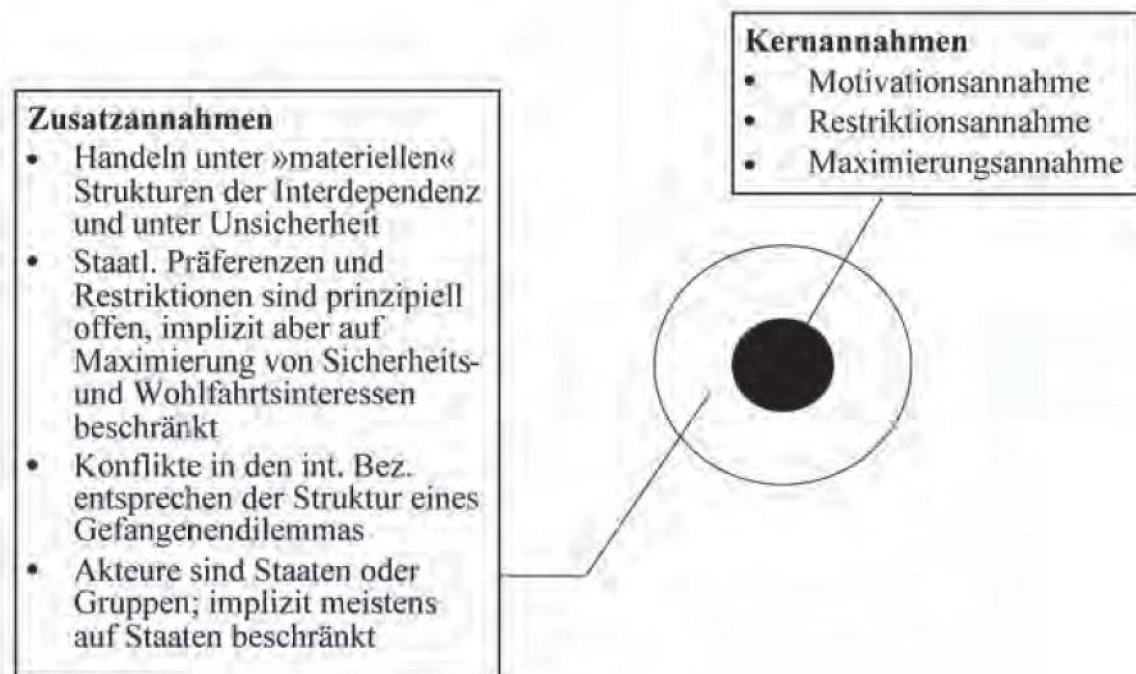 Kernannahmen
• Motivationsannahme
• Restriktionsannahme
• Maximierungsannahme
Zusatzannahmen
• Handeln unter »materiellen«
Strukturen der Interdependenz
und unter Unsicherheit
• Staatl. Präferenzen und
Restriktionen sind prinzipiell
offen, implizit aber auf
Maximierung von Sicherheits-
und Wohlfahrtsinteressen
beschränkt
• Konflikte in den int. Bez.
entsprechen der Struktur eines
Gefangenendilemmas
• Akteure sind Staaten oder
Gruppen; implizit meistens
auf Staaten beschränkt